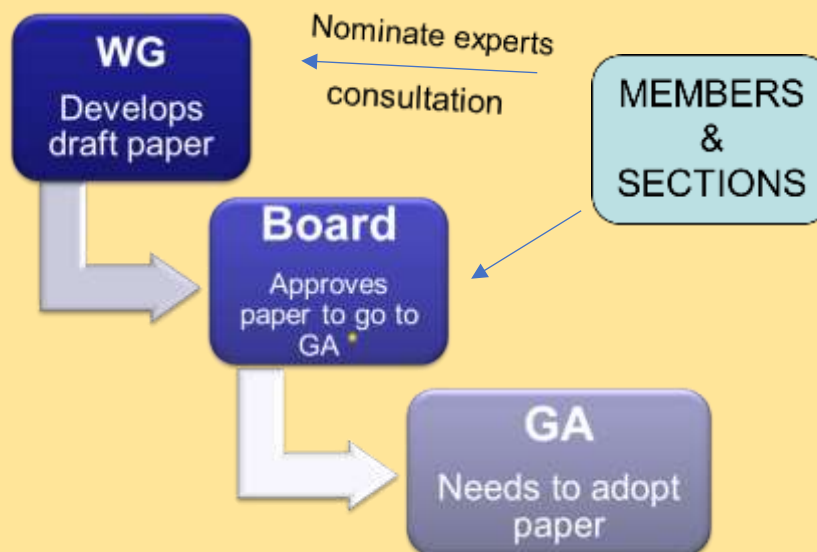 WG
Develops
draft paper
Nominate experts
consultation
MEMBERS
&
SECTIONS
Board
Approves
paper to go to
GA *
GA
Needs to adopt
paper